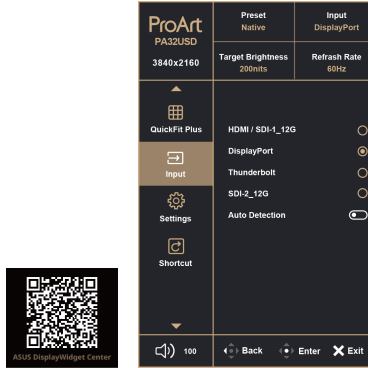 ProArt
PA32USD
3840x2160
Preset
Native
Input
DisplayPort
Target Brightness
200nits
Refresh Rate
60Hz
QuickFit Plus
Input
Settings
Shortcut
HDMI / SDI-1_12G
DisplayPort
Thunderbolt
SDI-2_12G
Auto Detection
ASUS DisplayWidget Center
100
Back
Enter
Exit